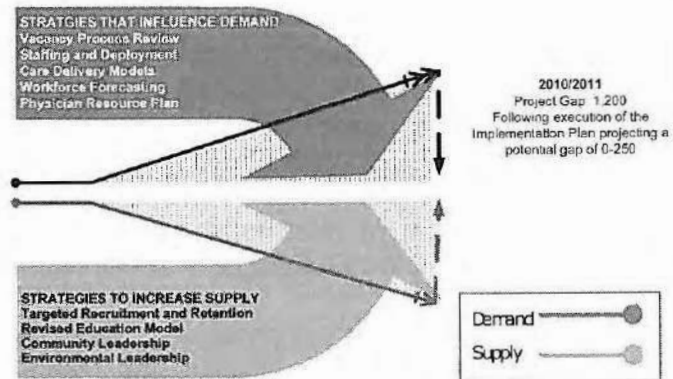 STRATGIES THAT INFLUENCE DEMAND
Vacancy Process Review
Staffing and Deployment
Care Delivery Models
Workforce Forecasting
Physician Resource Plan
2010/2011
Project Gap 1,200
Following execution of the
Implementation Plan projecting a
potential gap of 0-250
STRATEGIES TO INCREASE SUPPLY
Targeted Recruitment and Retention
Revised Education Model
Community Leadership
Environmental Leadership
Demand
Supply